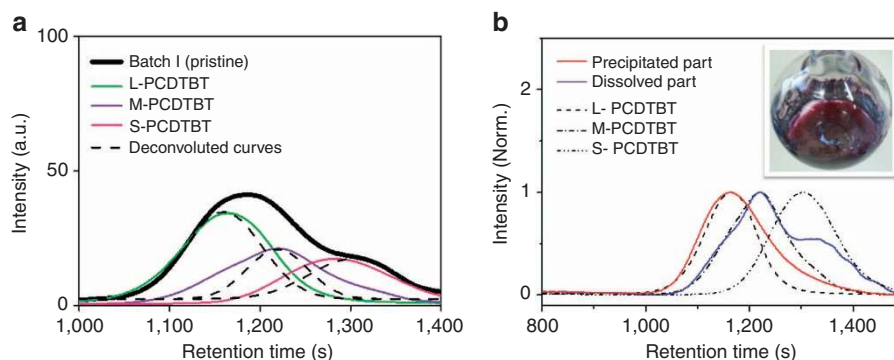 a
100
50
0
Intensity (a.u.)
Batch I (pristine)
L-PCDTBT
M-PCDTBT
S-PCDTBT
Deconvoluted curves
1,000 1,100 1,200 1,300 1,400
Retention time (s)
b
2
1
0
Intensity (Norm.)
Precipitated part
Dissolved part
L- PCDTBT
M-PCDTBT
S- PCDTBT
800 1,000 1,200 1,400
Retention time (s)